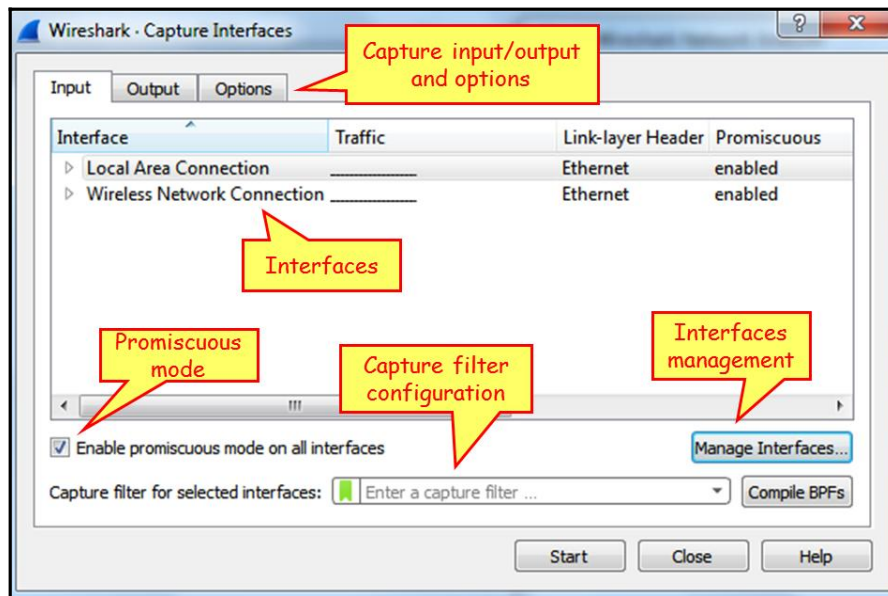 Wireshark · Capture Interfaces
Capture input/output
and options
Input Output Options
Interface Traffic Link-layer Header Promiscuous
Local Area Connection Ethernet enabled
Wireless Network Connection Ethernet enabled
Interfaces
Promiscuous
mode
Capture filter
configuration
Interfaces
management
Enable promiscuous mode on all interfaces
Manage Interfaces...
Capture filter for selected interfaces: Enter a capture filter ... Compile BPFs
Start Close Help